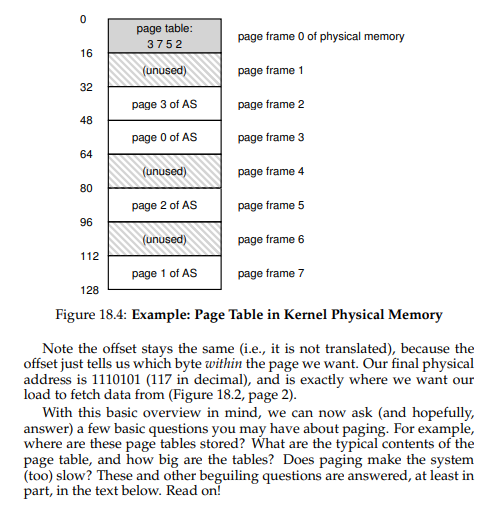 0
page table:
3 7 5 2
page frame 0 of physical memory
16
(unused)
page frame 1
32
page 3 of AS
page frame 2
48
page 0 of AS
page frame 3
64
(unused)
page frame 4
80
page 2 of AS
page frame 5
96
(unused)
page frame 6
112
page 1 of AS
page frame 7
128
Figure 18.4: Example: Page Table in Kernel Physical Memory
Note the offset stays the same (i.e., it is not translated), because the
offset just tells us which byte within the page we want. Our final physical
address is 1110101 (117 in decimal), and is exactly where we want our
load to fetch data from (Figure 18.2, page 2).
With this basic overview in mind, we can now ask (and hopefully,
answer) a few basic questions you may have about paging. For example,
where are these page tables stored? What are the typical contents of the
page table, and how big are the tables? Does paging make the system
(too) slow? These and other beguiling questions are answered, at least in
part, in the text below. Read on!